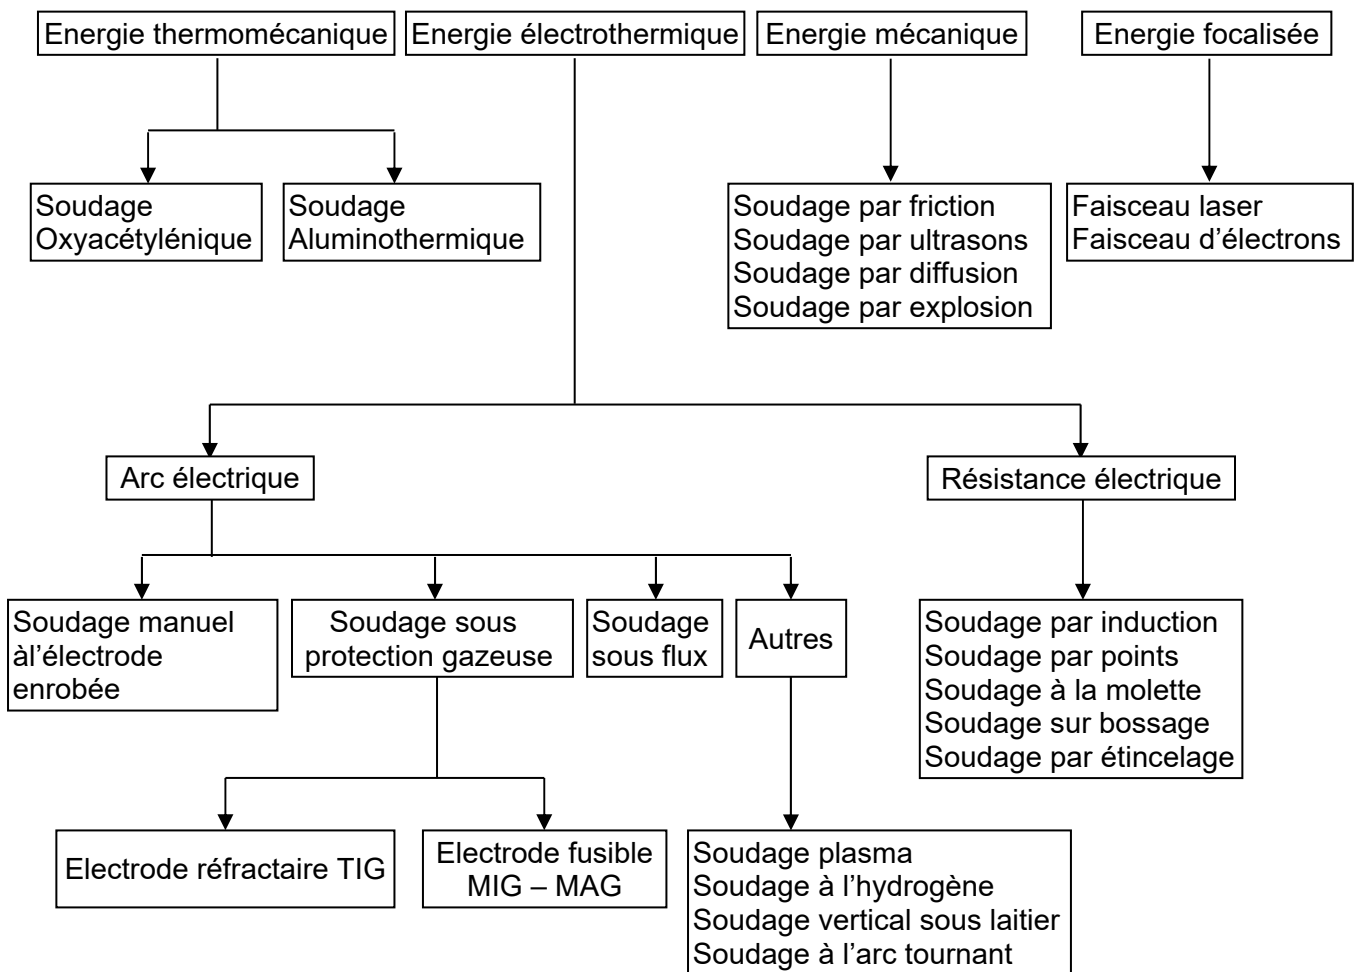 Energie thermomécanique
Energie électrothermique
Energie mécanique
Energie focalisée
Soudage
Oxyacétylénique
Soudage
Aluminothermique
Soudage par friction
Soudage par ultrasons
Soudage par diffusion
Soudage par explosion
Faisceau laser
Faisceau d’électrons
Arc électrique
Résistance électrique
Soudage manuel
àl’électrode
enrobée
Soudage sous
protection gazeuse
Soudage
sous flux
Autres
Soudage par induction
Soudage par points
Soudage à la molette
Soudage sur bossage
Soudage par étincelage
Electrode réfractaire TIG
Electrode fusible
MIG – MAG
Soudage plasma
Soudage à l’hydrogène
Soudage vertical sous laitier
Soudage à l’arc tournant